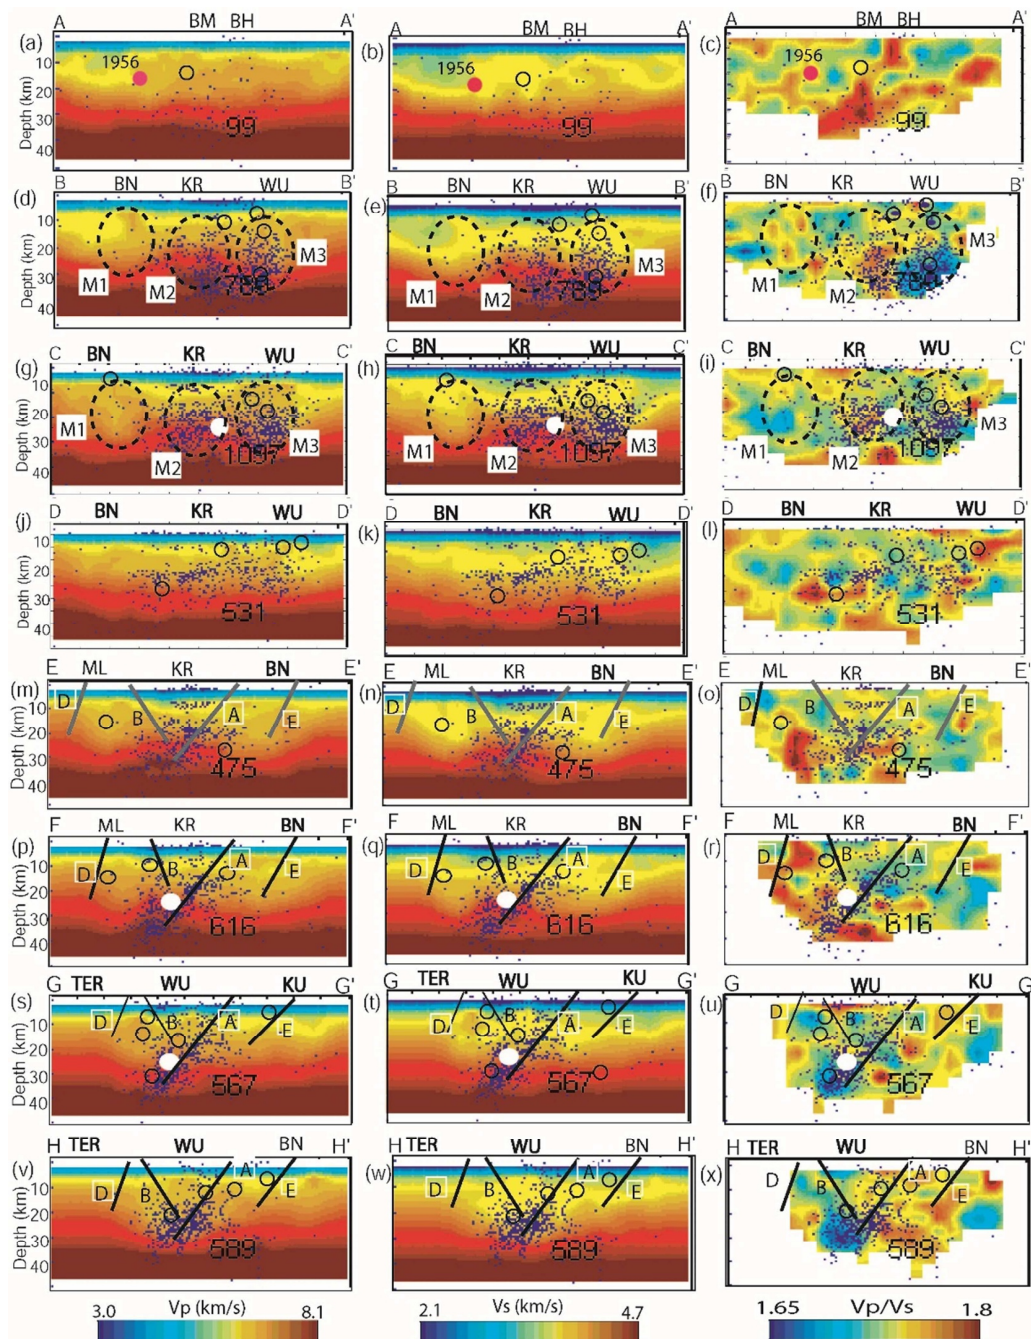 A BM BH A'
(a) 1956 99
A BM BH A'
(b) 1956 99
A BM BH A'
(c) 1956 99
Depth (km) 10 20 30 40
B BN KR WU B'
(d) M1 M2 M3
B BN KR WU B'
(e) M1 M2 M3 789
B BN KR WU B'
(f) M1 M2 M3
Depth (km) 10 20 30 40
C BN KR WU C'
(g) M1 M2 M3 1097
C BN KR WU C'
(h) M1 M2 M3 1097
C BN KR WU C'
(i) M1 M2 M3 1097
Depth (km) 10 20 30 40
D BN KR WU D'
(j) 531
D BN KR WU D'
(k) 531
D BN KR WU D'
(l) 531
Depth (km) 10 20 30 40
E ML KR BN E'
(m) D B A E 475
E ML KR BN E'
(n) D B A E 475
E ML KR BN E'
(o) D B A E 475
Depth (km) 10 20 30 40
F ML KR BN F'
(p) D B A E 616
F ML KR BN F'
(q) D B A E 616
F ML KR BN F'
(r) D B A E 616
Depth (km) 10 20 30 40
G TER WU KU G'
(s) D B A E 567
G TER WU KU G'
(t) D B A E 567
G TER WU KU G'
(u) D B A E 567
Depth (km) 10 20 30 40
H TER WU BN H'
(v) D B A E 589
H TER WU BN H'
(w) D B A E 589
H TER WU BN H'
(x) D B A E 589
Depth (km) 10 20 30 40
3.0 Vp (km/s) 8.1
2.1 Vs (km/s) 4.7
1.65 Vp/Vs 1.8